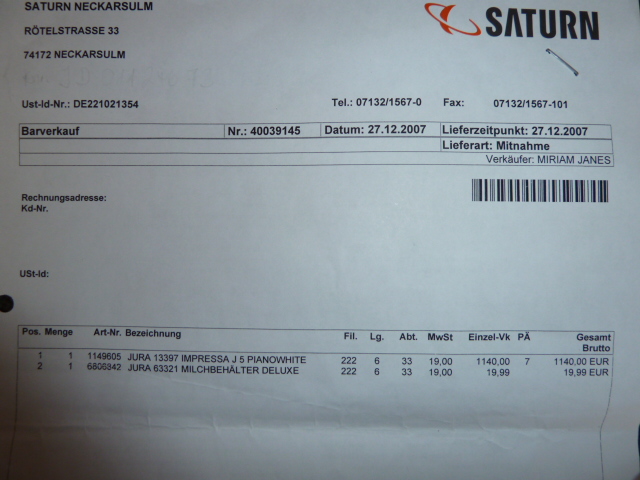 SATURN NECKARSULM
RÖTELSTRASSE 33
74172 NECKARSULM
SATURN
Ust-Id-Nr.: DE221021354 Tel.: 07132/1567-0 Fax: 07132/1567-101
Barverkauf Nr.: 40039145 Datum: 27.12.2007 Lieferzeitpunkt: 27.12.2007
Lieferart: Mitnahme
Verkäufer: MIRIAM JANES
Rechnungsadresse:
Kd-Nr.
USt-Id:
Pos. Menge Art-Nr. Bezeichnung Fil. Lg. Abt. MwSt Einzel-Vk PÄ Gesamt
Brutto
1 1 1149605 JURA 13397 IMPRESSA J 5 PIANOWHITE 222 6 33 19,00 1140,00 7 1140,00 EUR
2 1 6806842 JURA 63321 MILCHBEHÄLTER DELUXE 222 6 33 19,00 19,99 19,99 EUR